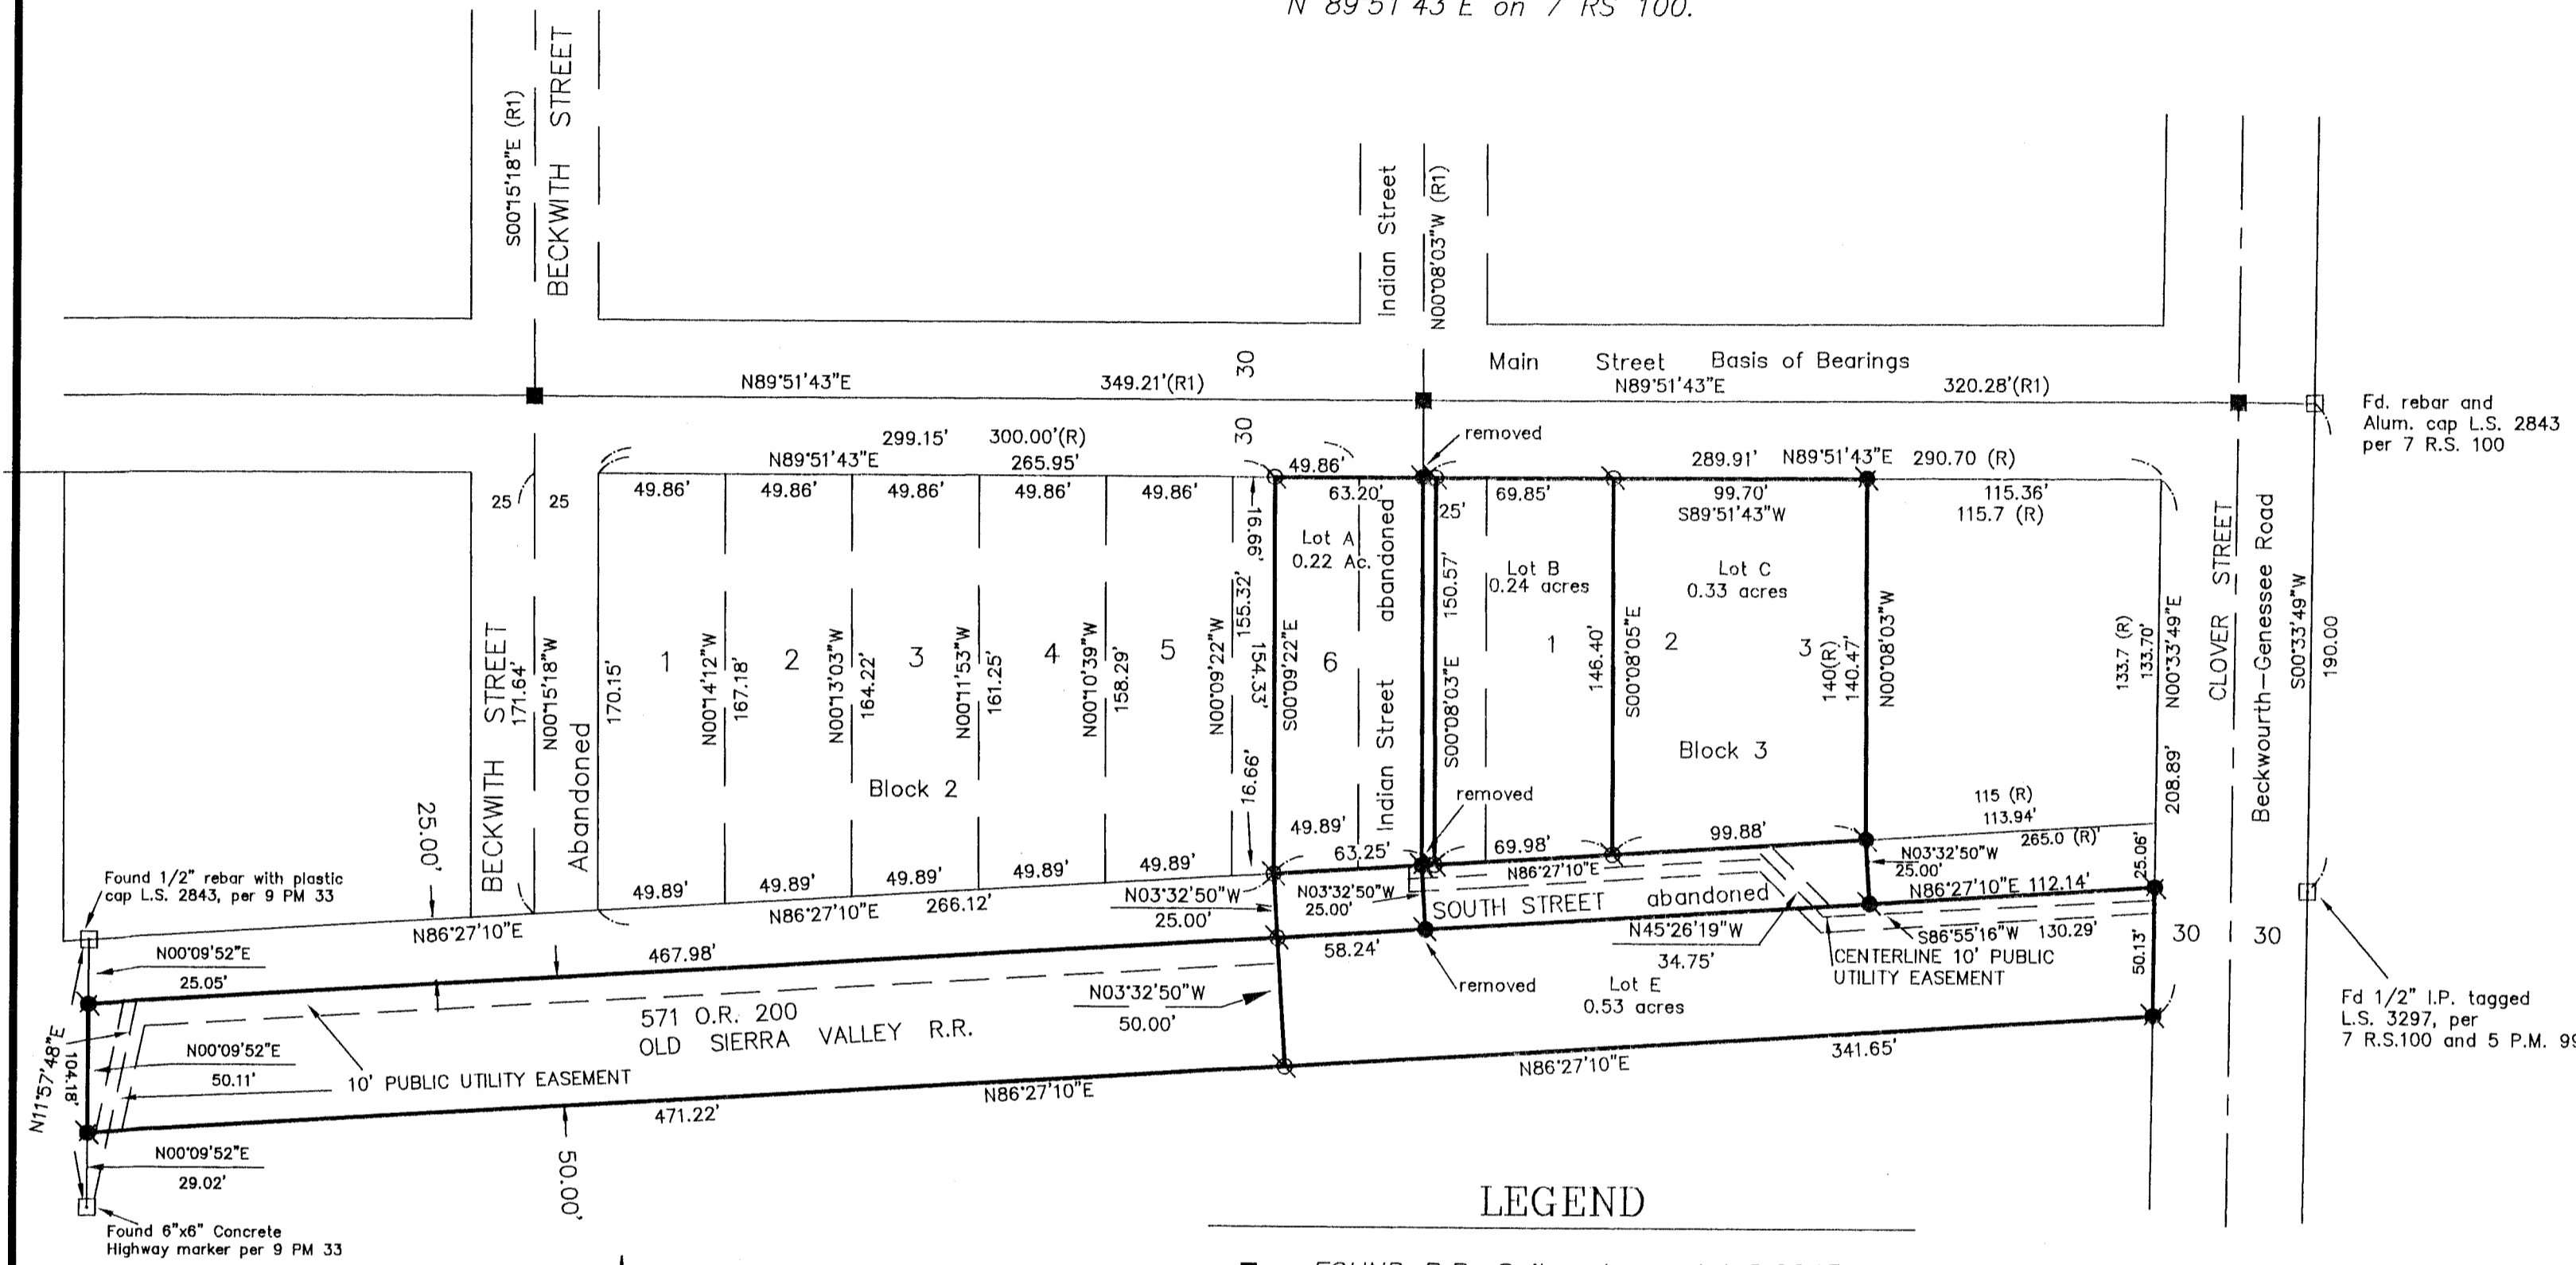 N 89°51'43"E on 7 RS 100.
S00°15'18"E (R1)
BECKWITH STREET
Indian Street
N00°08'03"W (R1)
Main Street Basis of Bearings
N89°51'43"E
349.21'(R1)
30
N89°51'43"E
320.28'(R1)
Fd. rebar and
Alum. cap L.S. 2843
per 7 R.S. 100
30
removed
299.15'
300.00'(R)
N89°51'43"E
265.95'
49.86'
289.91'
N89°51'43"E
290.70 (R)
25
25
49.86'
49.86'
49.86'
49.86'
49.86'
63.20'
25'
69.85'
99.70'
S89°51'43"W
115.36'
115.7 (R)
16.66'
Lot A
0.22 Ac.
Lot B
0.24 acres
Lot C
0.33 acres
BECKWITH STREET
171.64'
N00°15'18"W
Abandoned
170.15'
1
N00°14'12"W
167.18'
2
N00°13'03"W
164.22'
3
N00°11'53"W
161.25'
4
N00°10'39"W
158.29'
5
N00°09'22"W
155.32'
154.33'
S00°09'22"E
6
Indian Street abandoned
S00°08'03"E
150.57'
1
146.40'
S00°08'05"E
2
3
140(R)
140.47'
N00°08'03"W
133.7 (R)
133.70'
N00°33'49"E
208.89'
CLOVER STREET
Beckwourth-Genessee Road
S00°33'49"W
190.00
Block 2
Block 3
16.69'
removed
25.00'
49.89'
63.25'
69.98'
99.88'
115 (R)
113.94'
265.0 (R)
25.06'
Found 1/2" rebar with plastic
cap L.S. 2843, per 9 PM 33
49.89'
49.89'
49.89'
49.89'
49.89'
N86°27'10"E
N86°27'10"E
266.12'
N03°32'50"W
25.00'
N03°32'50"W
25.00'
N86°27'10"E
N03°32'50"W
25.00'
N86°27'10"E 112.14'
SOUTH STREET abandoned
N00°09'52"E
25.05'
467.98'
58.24'
N45°26'19"W
34.75'
S86°55'16"W 130.29'
CENTERLINE 10' PUBLIC
UTILITY EASEMENT
50.13'
30
30
removed
Lot E
0.53 acres
N03°32'50"W
50.00'
571 O.R. 200
OLD SIERRA VALLEY R.R.
Fd 1/2" I.P. tagged
L.S. 3297, per
7 R.S.100 and 5 P.M. 99
N11°57'48"E
104.18'
N00°09'52"E
50.11'
10' PUBLIC UTILITY EASEMENT
N86°27'10"E
471.22'
N86°27'10"E
341.65'
N00°09'52"E
29.02'
50.00'
Found 6"x6" Concrete
Highway marker per 9 PM 33
LEGEND